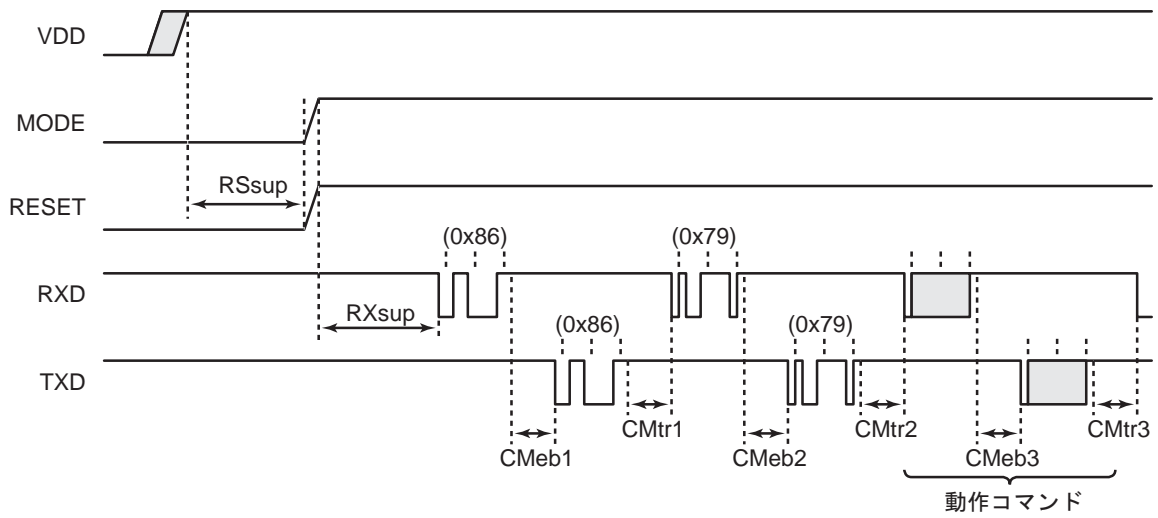 VDD
MODE
RSsup
RESET
(0x86)
(0x79)
RXD
RXsup
(0x86)
(0x79)
TXD
CMtr1
CMtr2
CMtr3
CMeb1
CMeb2
CMeb3
動作コマンド